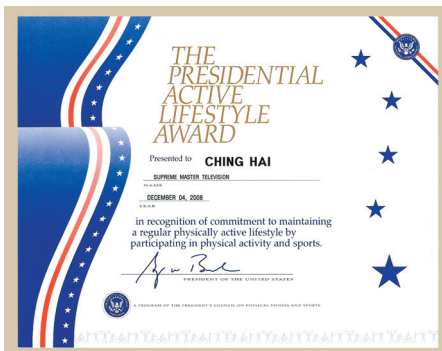 THE
PRESIDENTIAL
ACTIVE
LIFESTYLE
AWARD
Presented to CHING HAI
SUPREME MASTER TELEVISION
NAME
DECEMBER 04, 2008
YEAR
in recognition of commitment to maintaining
a regular physically active lifestyle by
participating in physical activity and sports.
PRESIDENT OF THE UNITED STATES
A PROGRAM OF THE PRESIDENT'S COUNCIL ON PHYSICAL FITNESS AND SPORTS